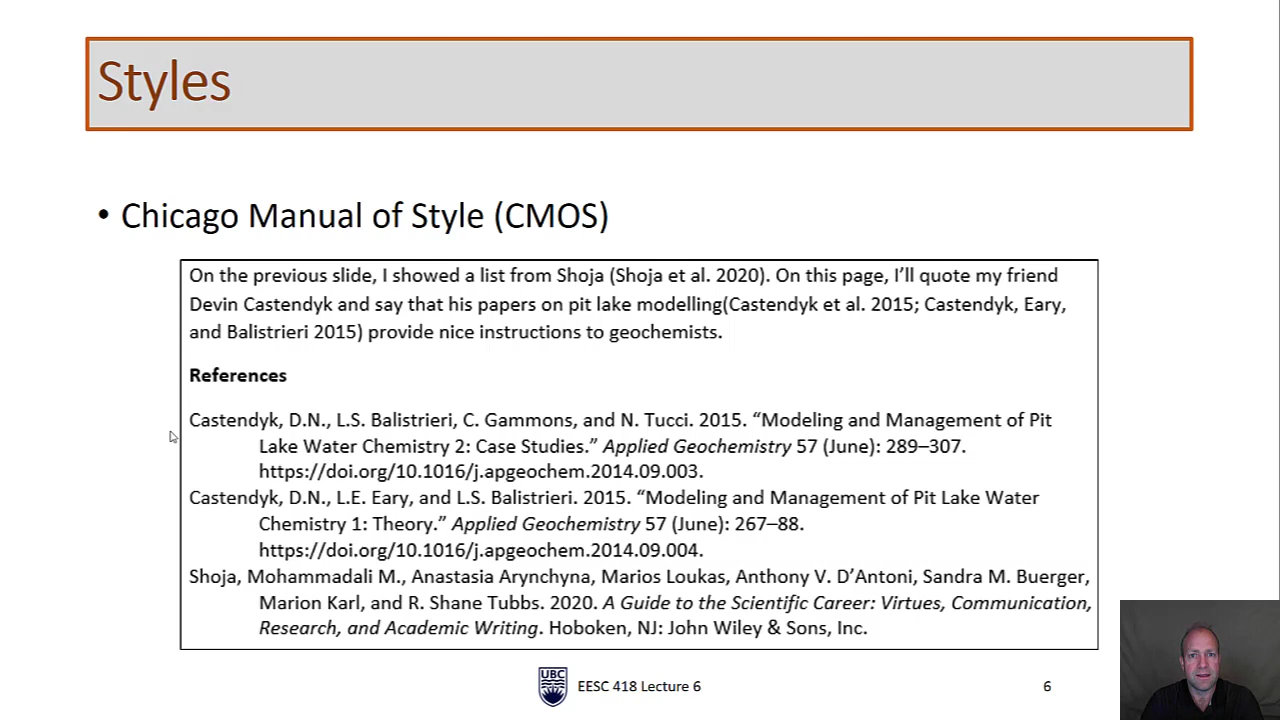 Styles
• Chicago Manual of Style (CMOS)
On the previous slide, I showed a list from Shoja (Shoja et al. 2020). On this page, I’ll quote my friend
Devin Castendyk and say that his papers on pit lake modelling(Castendyk et al. 2015; Castendyk, Eary,
and Balistrieri 2015) provide nice instructions to geochemists.
References
Castendyk, D.N., L.S. Balistrieri, C. Gammons, and N. Tucci. 2015. “Modeling and Management of Pit
Lake Water Chemistry 2: Case Studies.” Applied Geochemistry 57 (June): 289–307.
https://doi.org/10.1016/j.apgeochem.2014.09.003.
Castendyk, D.N., L.E. Eary, and L.S. Balistrieri. 2015. “Modeling and Management of Pit Lake Water
Chemistry 1: Theory.” Applied Geochemistry 57 (June): 267–88.
https://doi.org/10.1016/j.apgeochem.2014.09.004.
Shoja, Mohammadali M., Anastasia Arynchyna, Marios Loukas, Anthony V. D’Antoni, Sandra M. Buerger,
Marion Karl, and R. Shane Tubbs. 2020. A Guide to the Scientific Career: Virtues, Communication,
Research, and Academic Writing. Hoboken, NJ: John Wiley & Sons, Inc.
UBC
EESC 418 Lecture 6
6